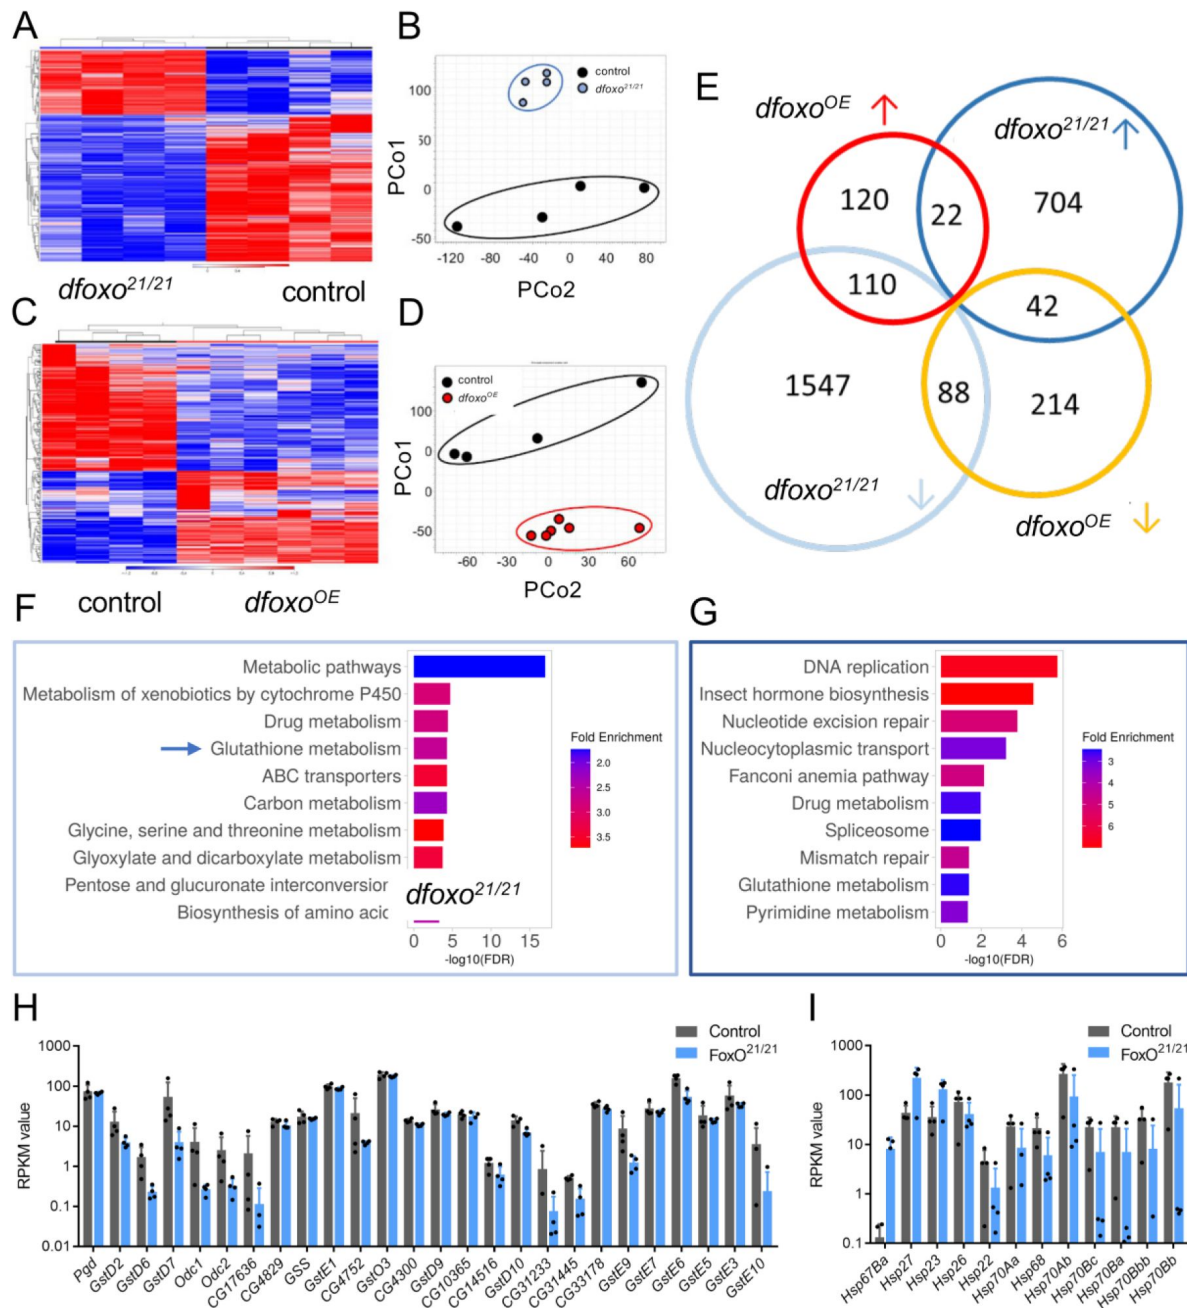 A
dfoxo21/21
control
B
control
dfoxo21/21
100
50
0
-50
-120 -80 -40 0 40 80
PCo1
PCo2
C
control
dfoxoOE
D
control
dfoxoOE
100
50
0
0
-50
-60 -30 0 30 60
PCo1
PCo2
E
dfoxoOE ↑
dfoxo21/21 ↑
120
22
704
110
42
1547
88
214
dfoxo21/21 ↓
dfoxoOE ↓
F
Metabolic pathways
Metabolism of xenobiotics by cytochrome P450
Drug metabolism
Glutathione metabolism
ABC transporters
Carbon metabolism
Glycine, serine and threonine metabolism
Glyoxylate and dicarboxylate metabolism
Pentose and glucuronate interconversion
Biosynthesis of amino acid
dfoxo21/21
0 5 10 15
-log10(FDR)
Fold Enrichment
2.0
2.5
3.0
3.5
G
DNA replication
Insect hormone biosynthesis
Nucleotide excision repair
Nucleocytoplasmic transport
Fanconi anemia pathway
Drug metabolism
Spliceosome
Mismatch repair
Glutathione metabolism
Pyrimidine metabolism
0 2 4 6
-log10(FDR)
Fold Enrichment
3
4
5
6
H
Control
FoxO21/21
RPKM value
1000
100
10
1
0.1
0.01
Pgd GstD2 GstD6 GstD7 Odc1 Odc2 CG17636 CG4829 GSS GstE1 CG4752 GstO3 CG4300 GstD9 CG10365 CG14516 GstD10 CG31233 CG31445 CG33178 GstE9 GstE7 GstE6 GstE5 GstE3 GstE10
I
Control
FoxO21/21
RPKM value
1000
100
10
1
0.1
Hsp67Ba Hsp27 Hsp23 Hsp26 Hsp22 Hsp70Aa Hsp68 Hsp70Ab Hsp70Bc Hsp70Ba Hsp70Bbb Hsp70Bb